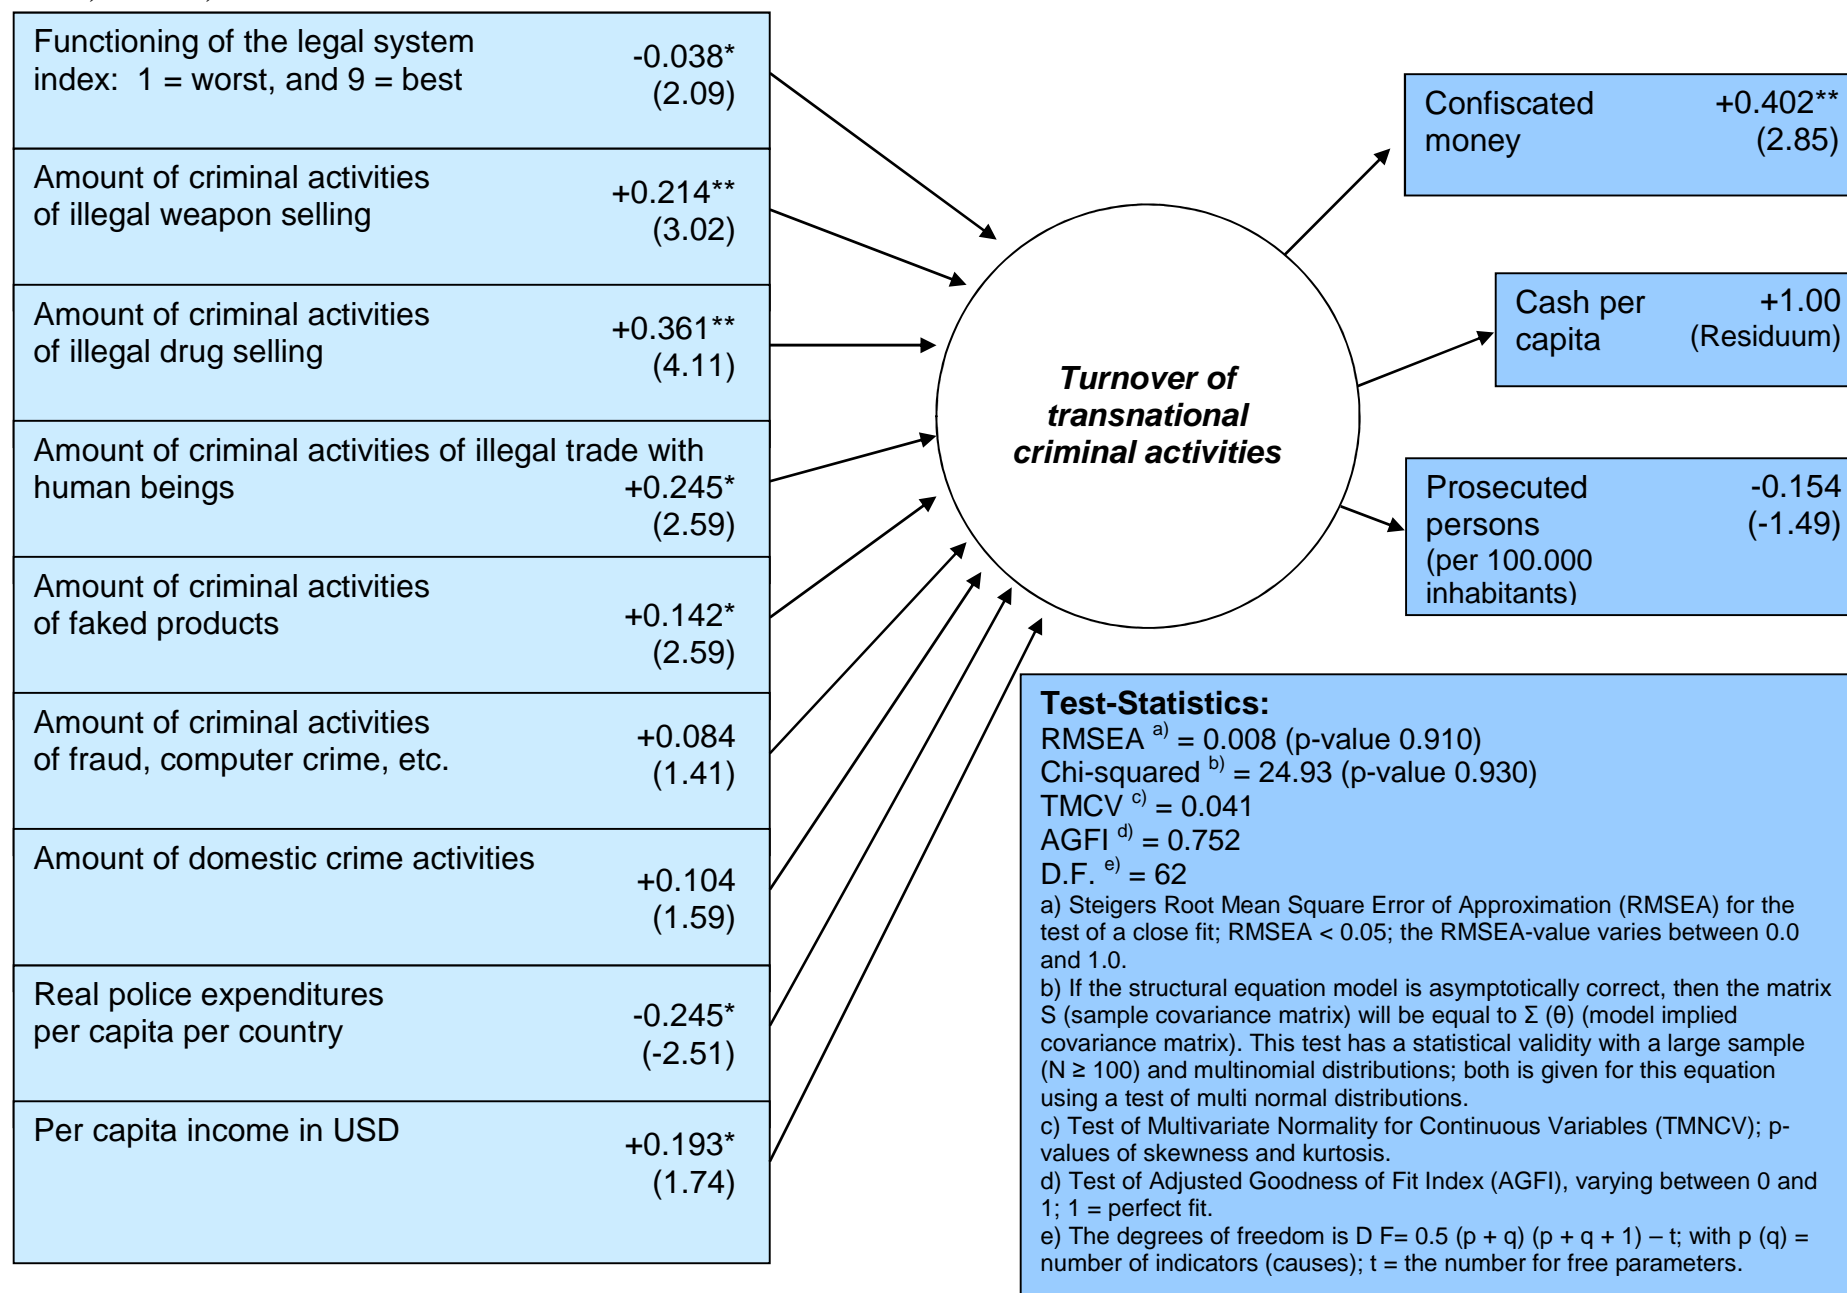 Functioning of the legal system
index:  1 = worst, and 9 = best
-0.038*
(2.09)
Amount of criminal activities
of illegal weapon selling
+0.214**
(3.02)
Amount of criminal activities
of illegal drug selling
+0.361**
(4.11)
Amount of criminal activities of illegal trade with
human beings
+0.245*
(2.59)
Amount of criminal activities
of faked products
+0.142*
(2.59)
Amount of criminal activities
of fraud, computer crime, etc.
+0.084
(1.41)
Amount of domestic crime activities
+0.104
(1.59)
Real police expenditures
per capita per country
-0.245*
(-2.51)
Per capita income in USD
+0.193*
(1.74)
Turnover of
transnational
criminal activities
Confiscated
money
+0.402**
(2.85)
Cash per
capita
+1.00
(Residuum)
Prosecuted
persons
(per 100.000
inhabitants)
-0.154
(-1.49)
Test-Statistics:
RMSEA a) = 0.008 (p-value 0.910)
Chi-squared b) = 24.93 (p-value 0.930)
TMCV c) = 0.041
AGFI d) = 0.752
D.F. e) = 62
a) Steigers Root Mean Square Error of Approximation (RMSEA) for the
test of a close fit; RMSEA < 0.05; the RMSEA-value varies between 0.0
and 1.0.
b) If the structural equation model is asymptotically correct, then the matrix
S (sample covariance matrix) will be equal to Σ (θ) (model implied
covariance matrix). This test has a statistical validity with a large sample
(N ≥ 100) and multinomial distributions; both is given for this equation
using a test of multi normal distributions.
c) Test of Multivariate Normality for Continuous Variables (TMNCV); p-
values of skewness and kurtosis.
d) Test of Adjusted Goodness of Fit Index (AGFI), varying between 0 and
1; 1 = perfect fit.
e) The degrees of freedom is D F= 0.5 (p + q) (p + q + 1) – t; with p (q) =
number of indicators (causes); t = the number for free parameters.